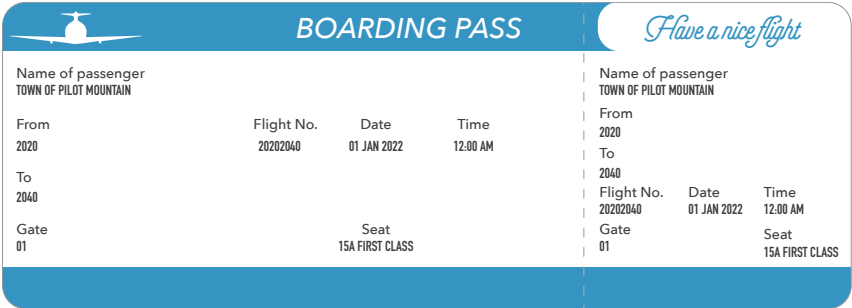 BOARDING PASS
Name of passenger
TOWN OF PILOT MOUNTAIN
From Flight No. Date Time
2020 20202040 01 JAN 2022 12:00 AM
To
2040
Gate Seat
01 15A FIRST CLASS
Have a nice flight
Name of passenger
TOWN OF PILOT MOUNTAIN
From
2020
To
2040
Flight No. Date Time
20202040 01 JAN 2022 12:00 AM
Gate Seat
01 15A FIRST CLASS